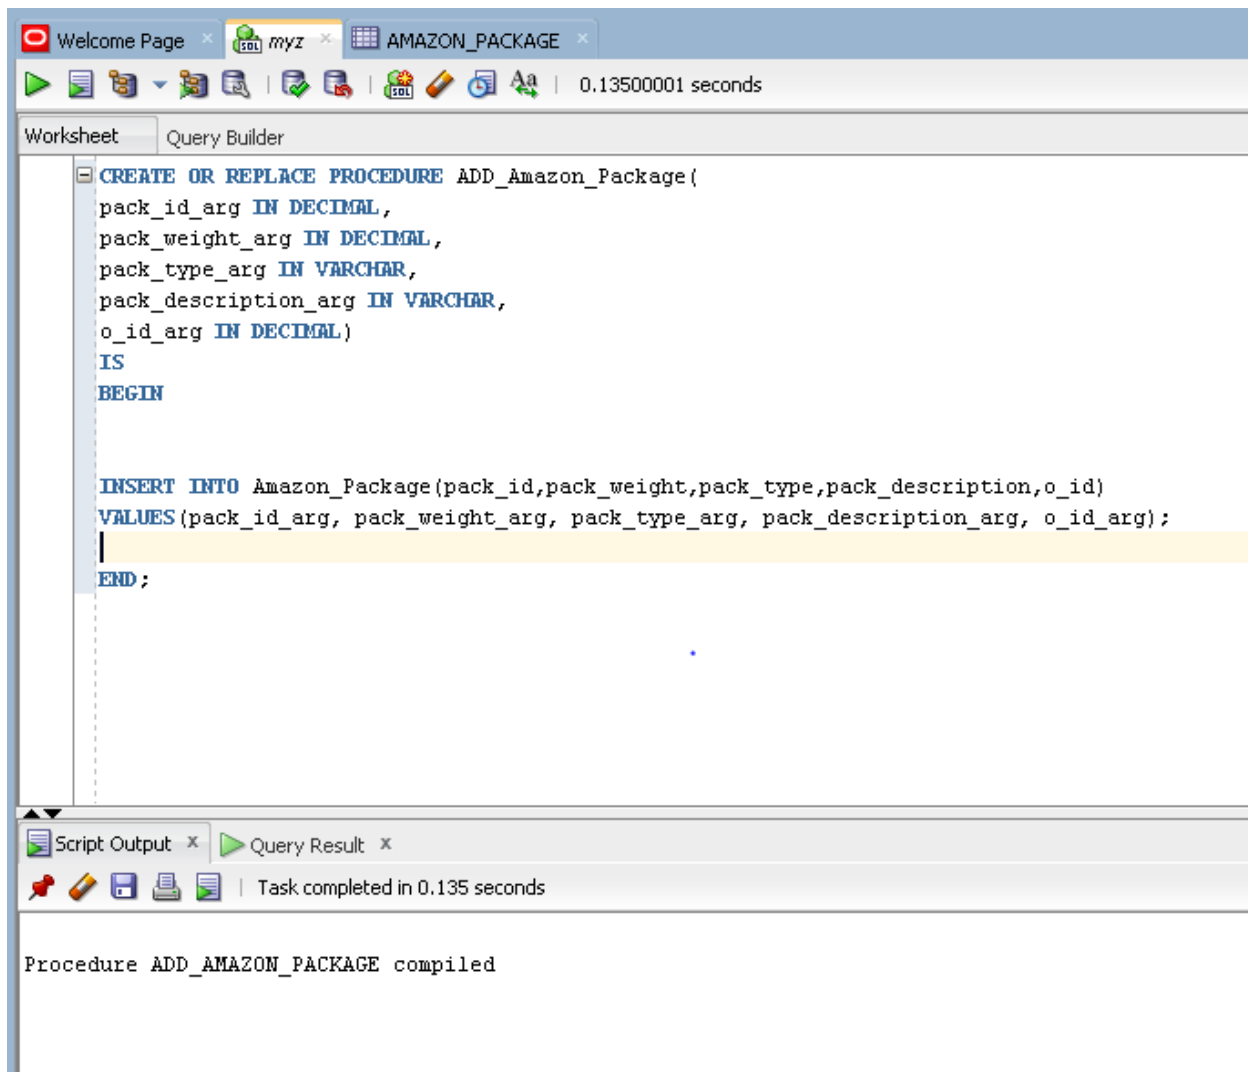 Welcome Page myz AMAZON_PACKAGE
0.13500001 seconds
Worksheet Query Builder
CREATE OR REPLACE PROCEDURE ADD_Amazon_Package(
pack_id_arg IN DECIMAL,
pack_weight_arg IN DECIMAL,
pack_type_arg IN VARCHAR,
pack_description_arg IN VARCHAR,
o_id_arg IN DECIMAL)
IS
BEGIN
INSERT INTO Amazon_Package(pack_id,pack_weight,pack_type,pack_description,o_id)
VALUES(pack_id_arg, pack_weight_arg, pack_type_arg, pack_description_arg, o_id_arg);
END;
Script Output x Query Result x
Task completed in 0.135 seconds
Procedure ADD_AMAZON_PACKAGE compiled